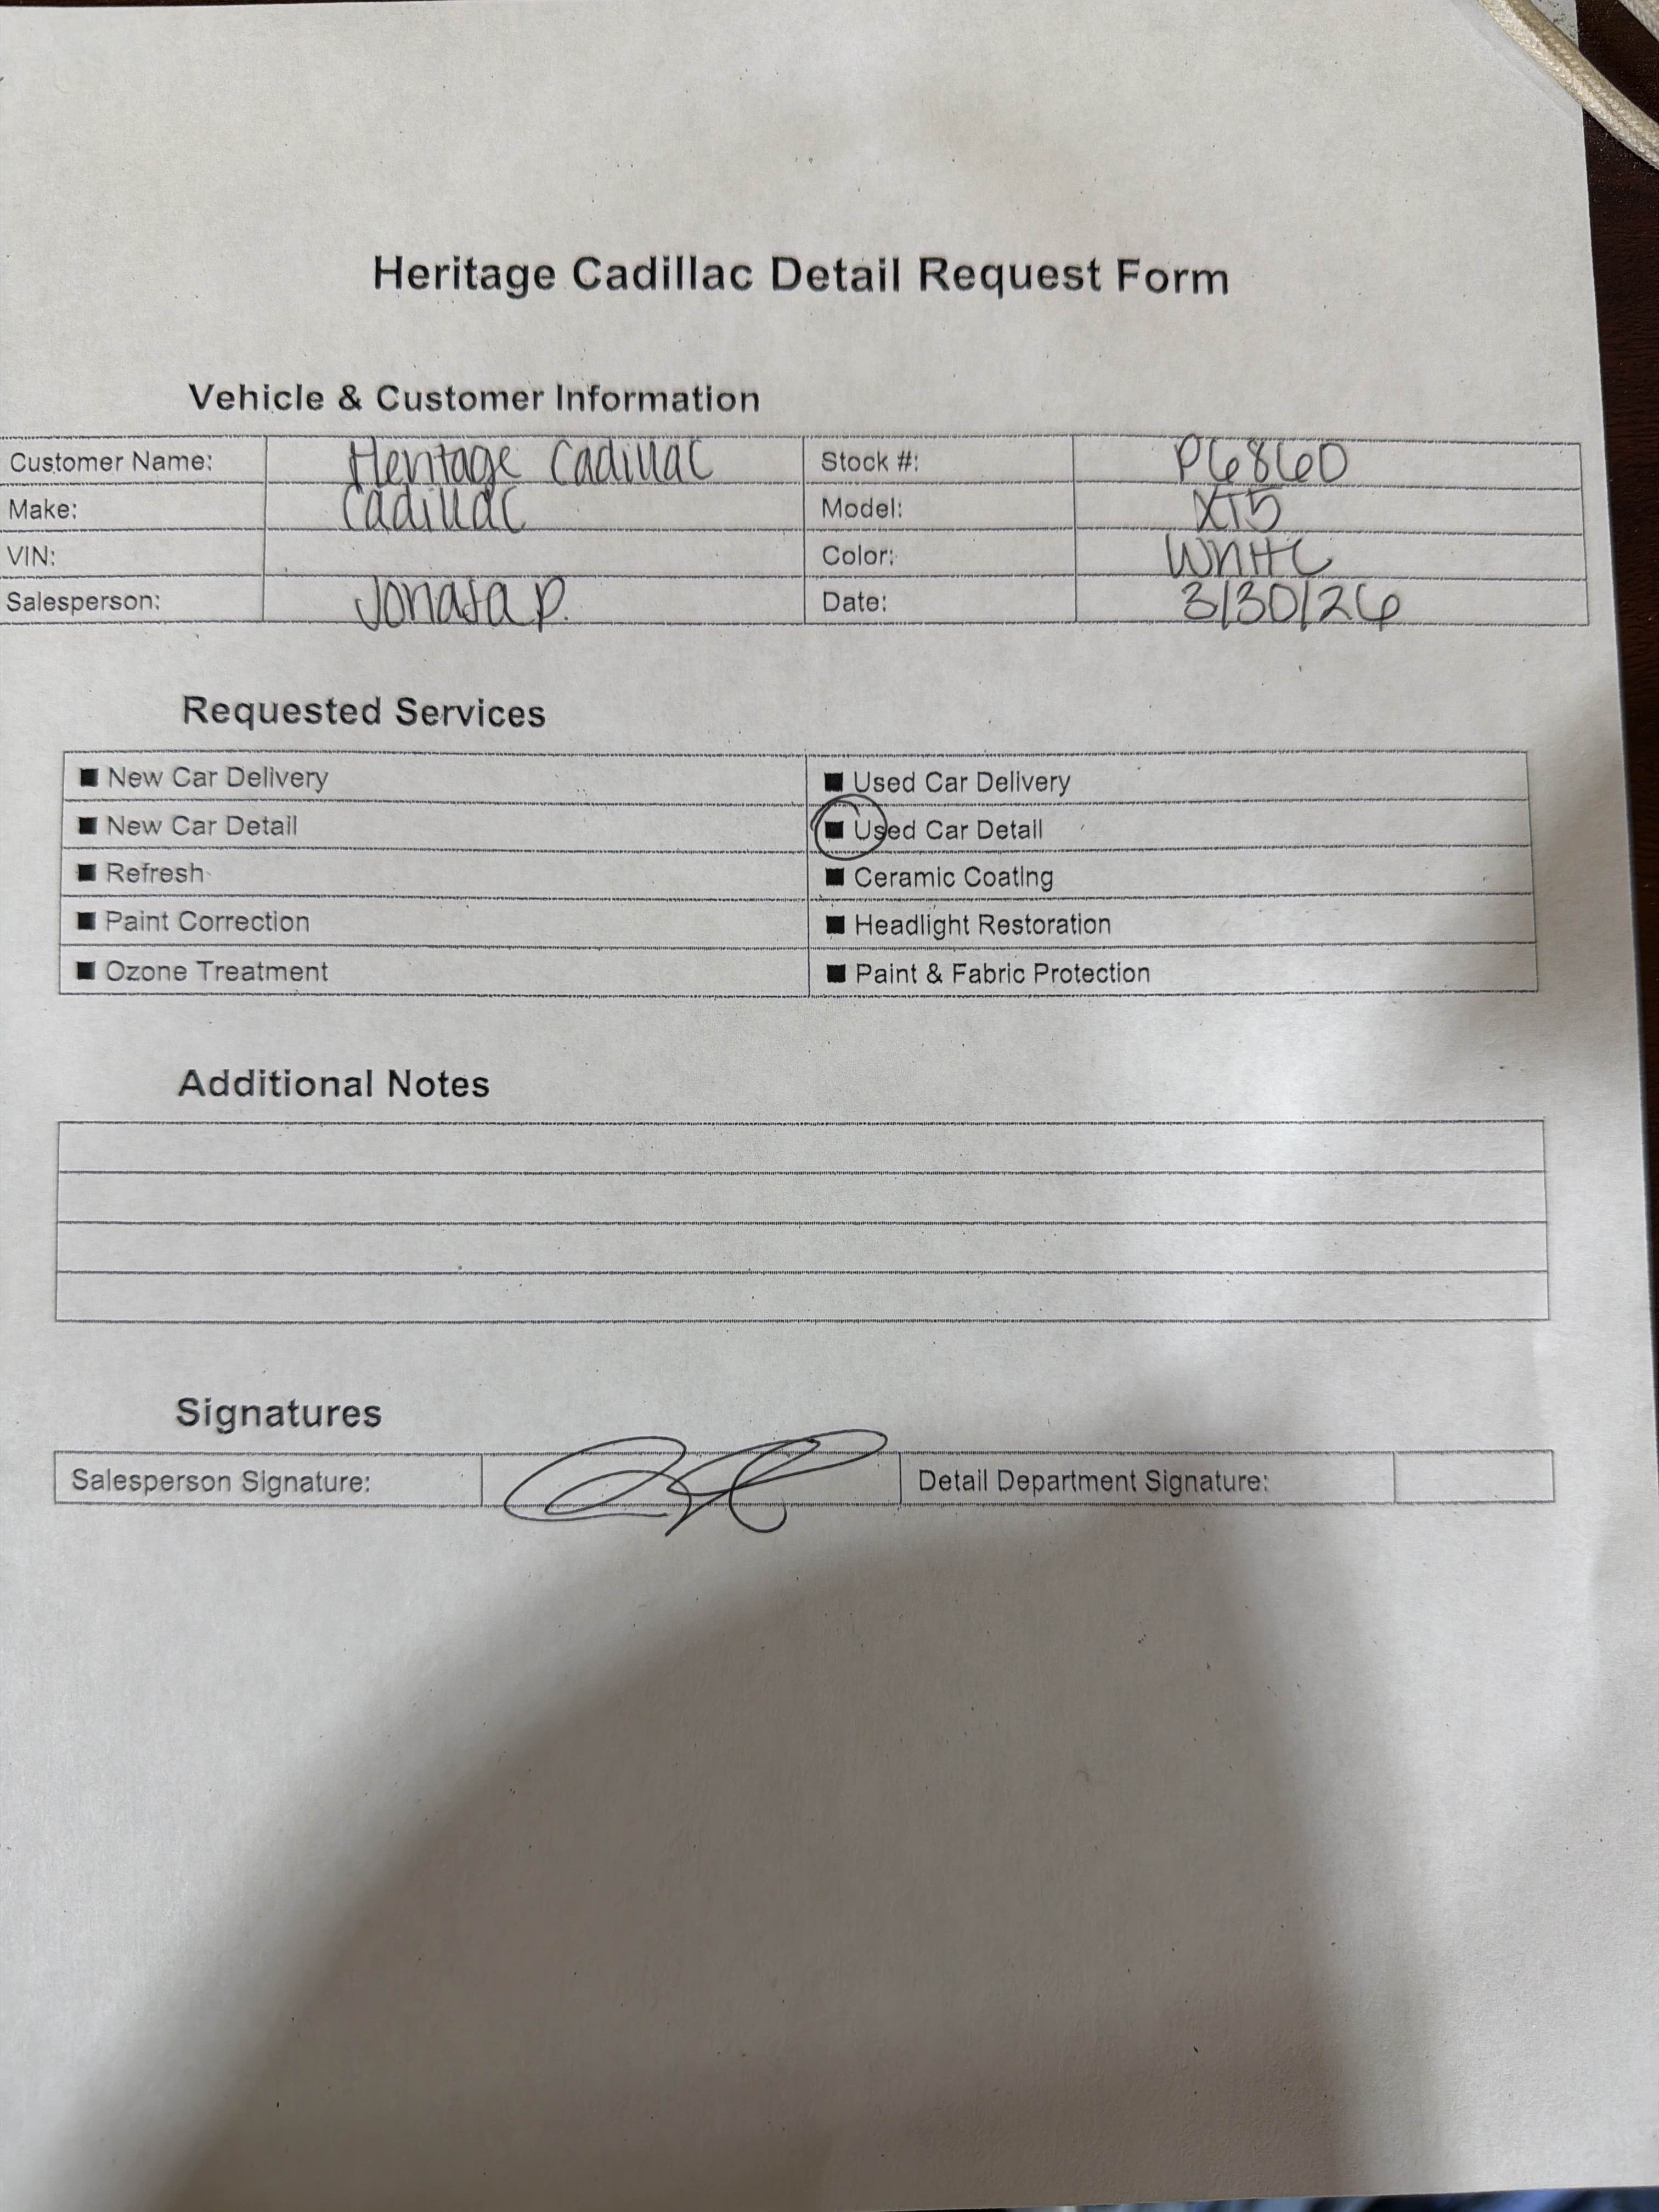 Heritage Cadillac Detail Request Form
Vehicle & Customer Information
Customer Name: Heritage Cadillac Stock #: P6860
Make: Cadillac Model: XT5
VIN: Color: White
Salesperson: Date: 3/30/26
Requested Services
■ New Car Delivery ■ Used Car Delivery
■ New Car Detail ■ Used Car Detail
■ Refresh ■ Ceramic Coating
■ Paint Correction ■ Headlight Restoration
■ Ozone Treatment ■ Paint & Fabric Protection
Additional Notes
Signatures
Salesperson Signature: Detail Department Signature: